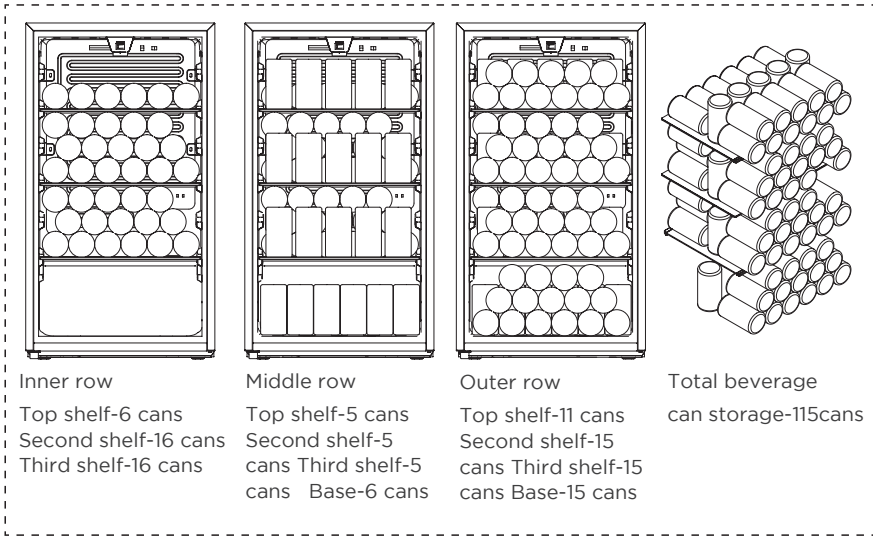 Inner row
Top shelf-6 cans
Second shelf-16 cans
Third shelf-16 cans
Middle row
Top shelf-5 cans
Second shelf-5
cans Third shelf-5
cans Base-6 cans
Outer row
Top shelf-11 cans
Second shelf-15
cans Third shelf-15
cans Base-15 cans
Total beverage
can storage-115cans